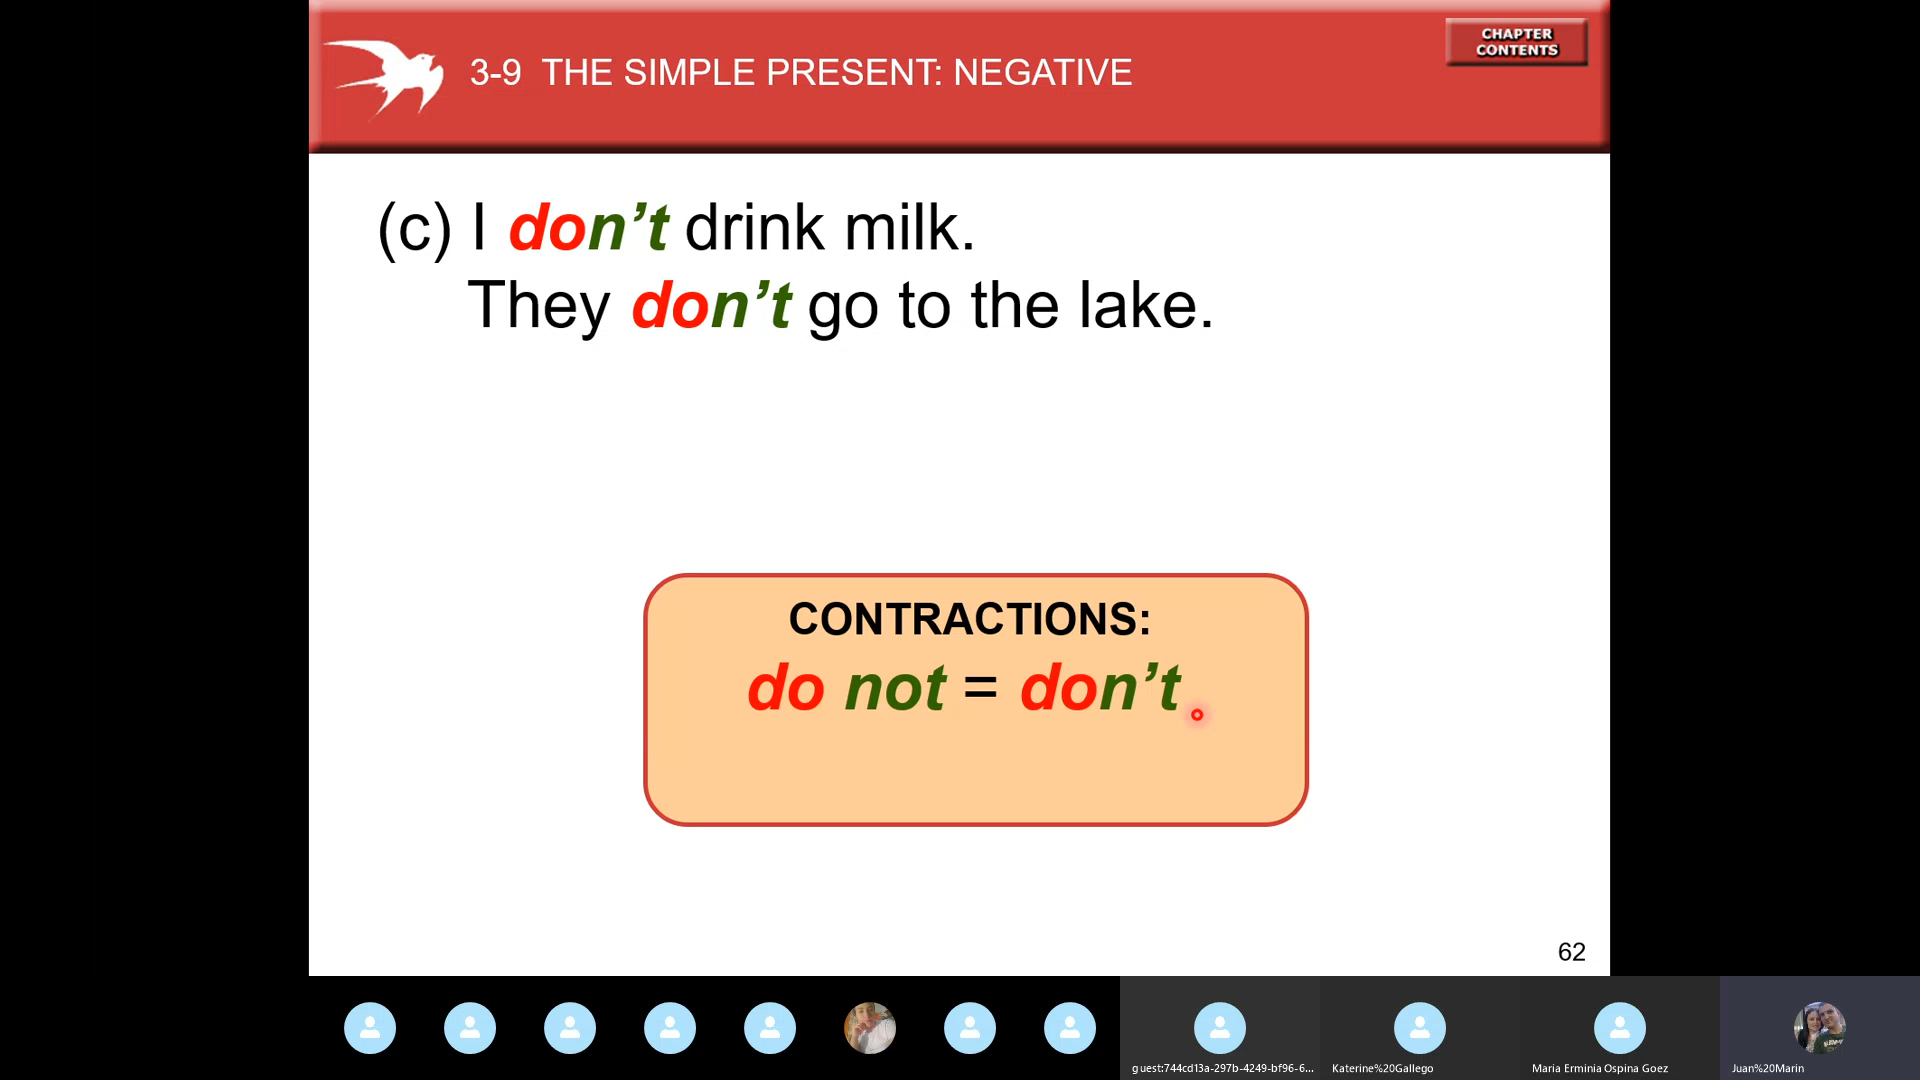 CHAPTER
CONTENTS
3-9 THE SIMPLE PRESENT: NEGATIVE
(c) I don’t drink milk.
They don’t go to the lake.
CONTRACTIONS:
do not = don’t
62
guest:744cd13a-297b-4249-bf96-6...
Katerine%20Gallego
Maria Erminia Ospina Goez
Juan%20Marin